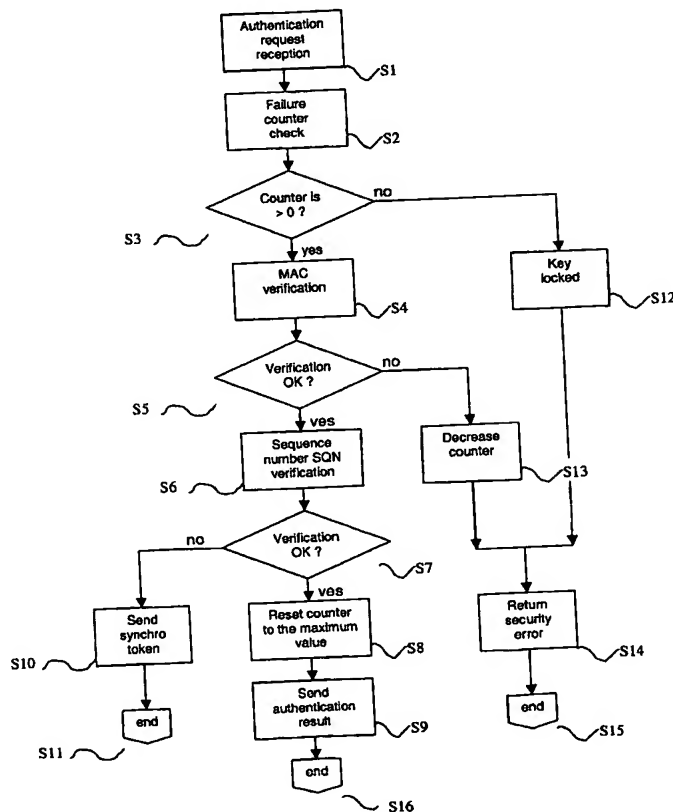 Authentication
request
reception
S1
Failure
counter
check
S2
Counter is
> 0 ?
no
S3
yes
MAC
verification
S4
Key
locked
S12
Verification
OK ?
no
S5
yes
Sequence
number SQN
verification
S6
Decrease
counter
S13
Verification
OK ?
no
S7
yes
Send
synchro
token
S10
Reset counter
to the maximum
value
S8
Return
security
error
S14
Send
authentication
result
S9
end
S11
end
S15
end
S16